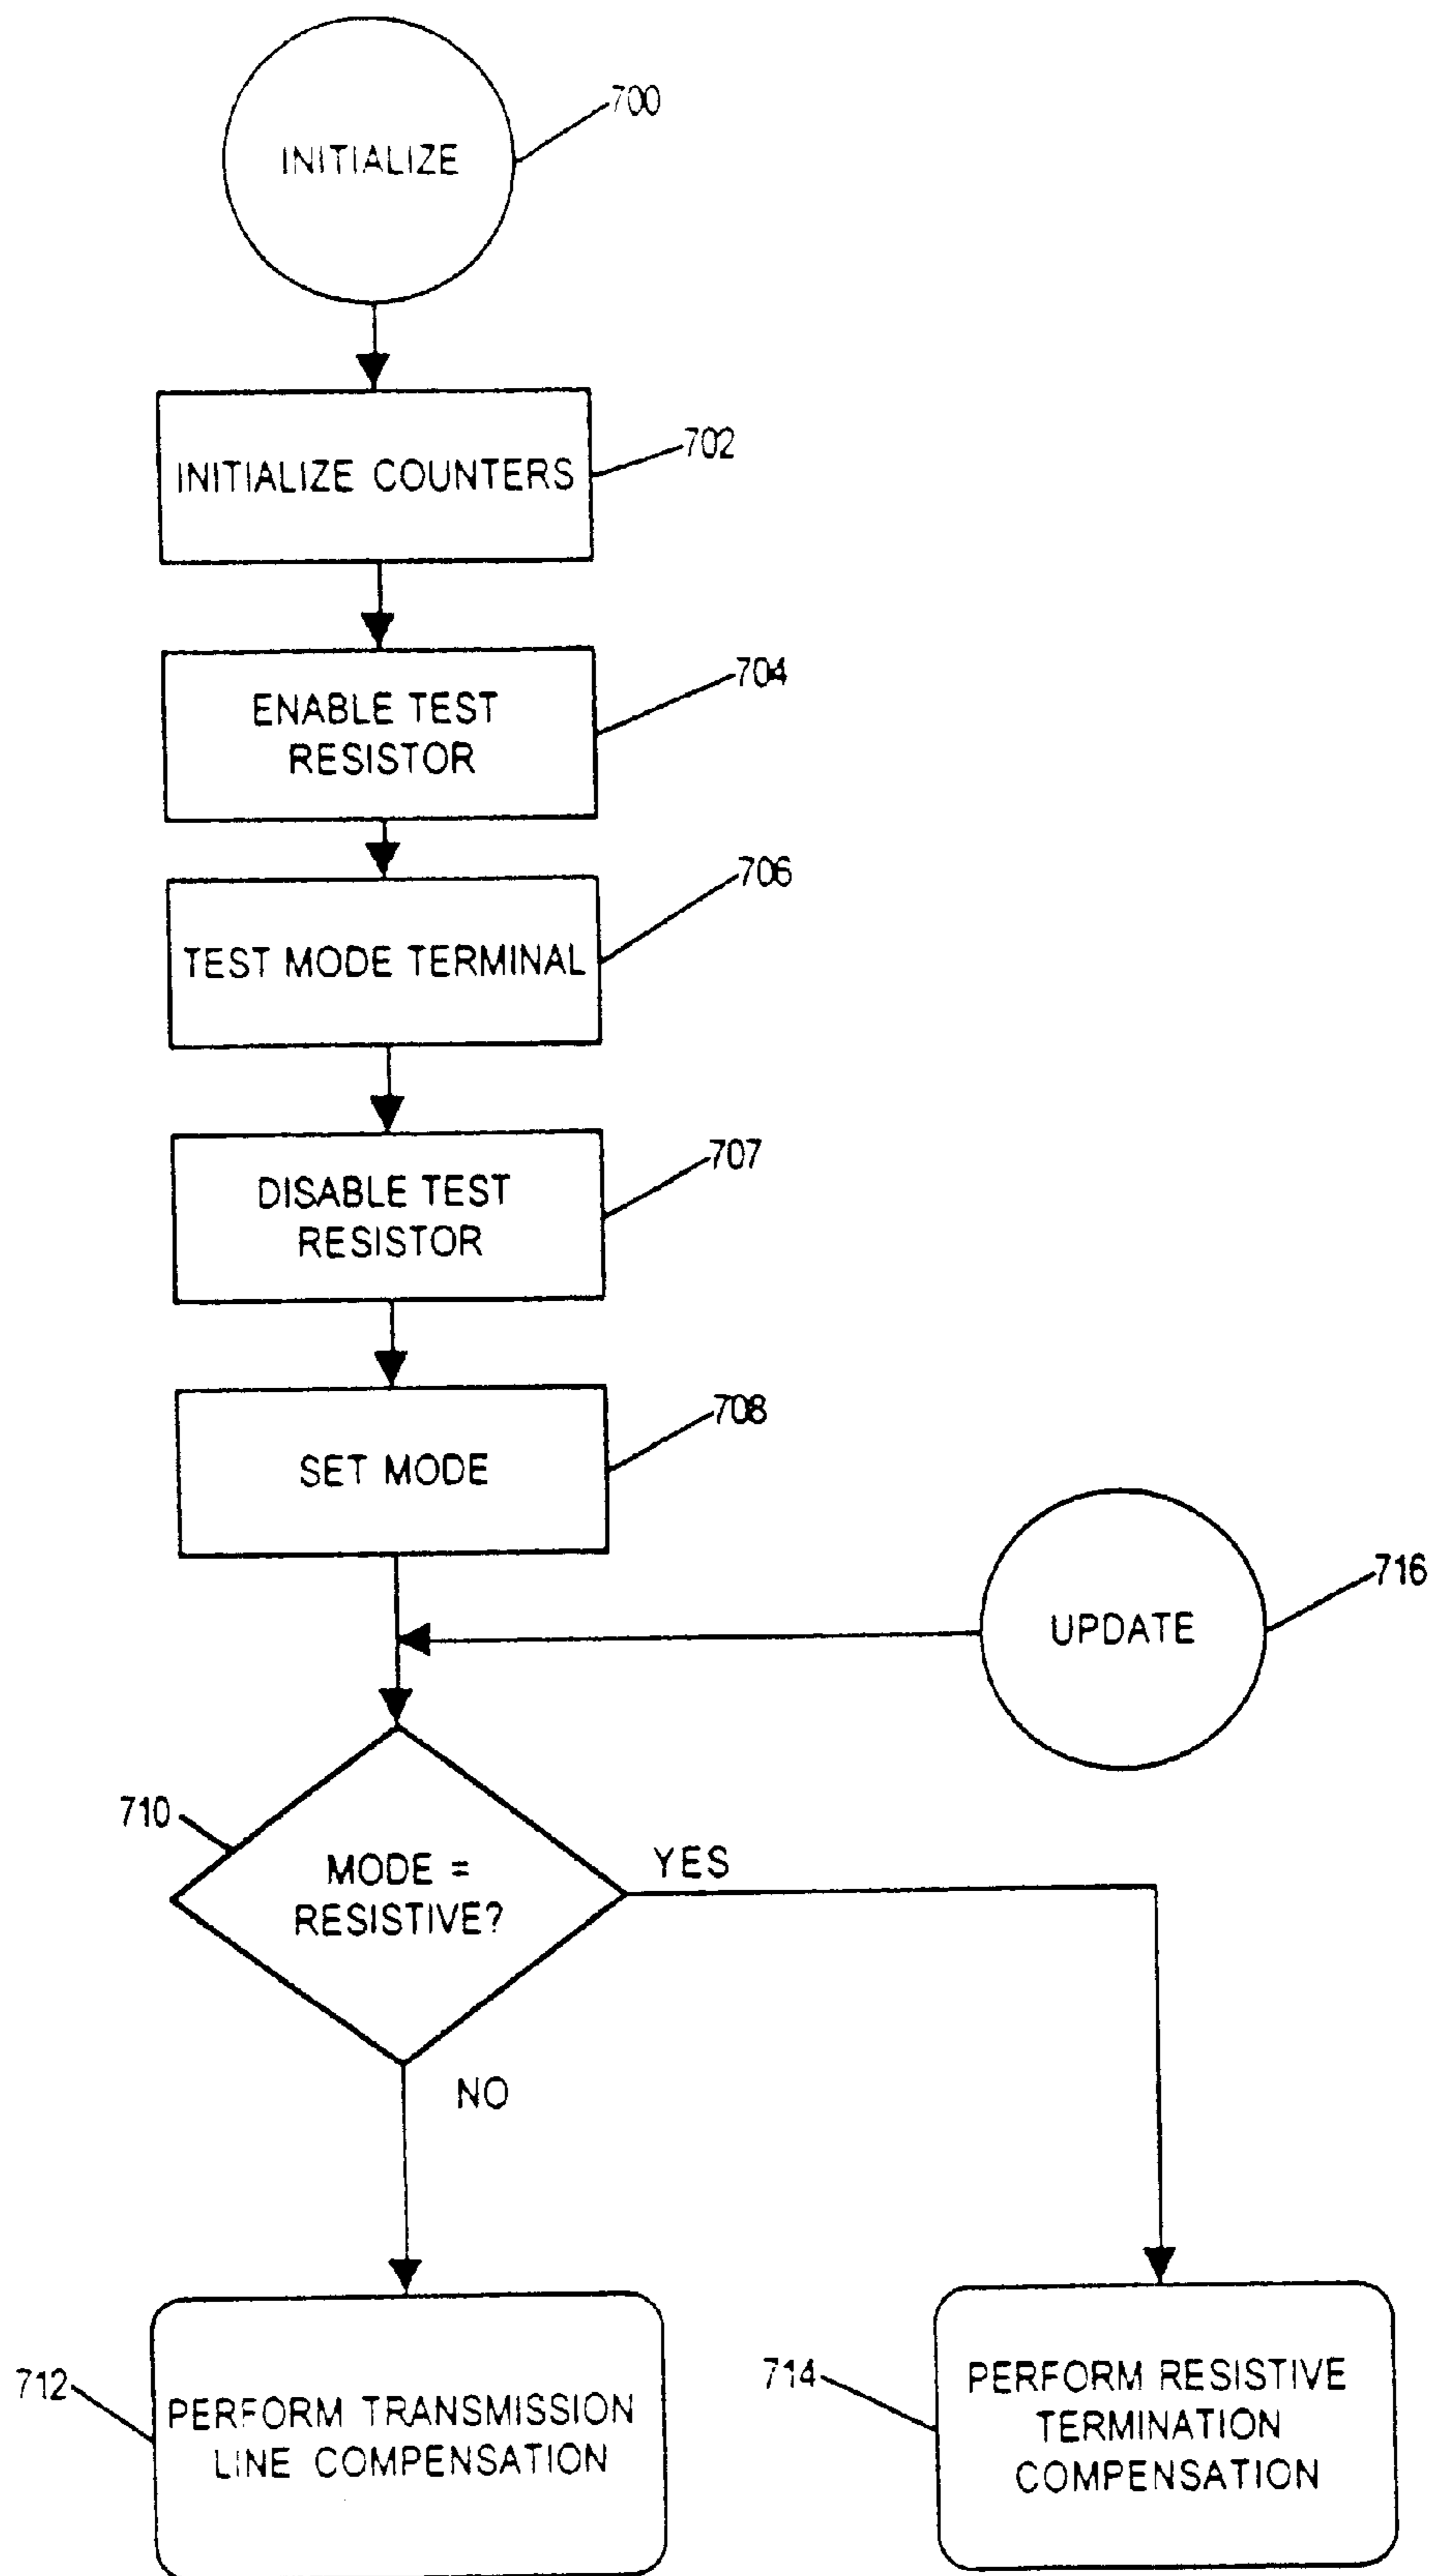 INITIALIZE
700
INITIALIZE COUNTERS
702
ENABLE TEST
RESISTOR
704
TEST MODE TERMINAL
706
DISABLE TEST
RESISTOR
707
SET MODE
708
UPDATE
716
710
MODE =
RESISTIVE?
YES
NO
712
PERFORM TRANSMISSION
LINE COMPENSATION
714
PERFORM RESISTIVE
TERMINATION
COMPENSATION